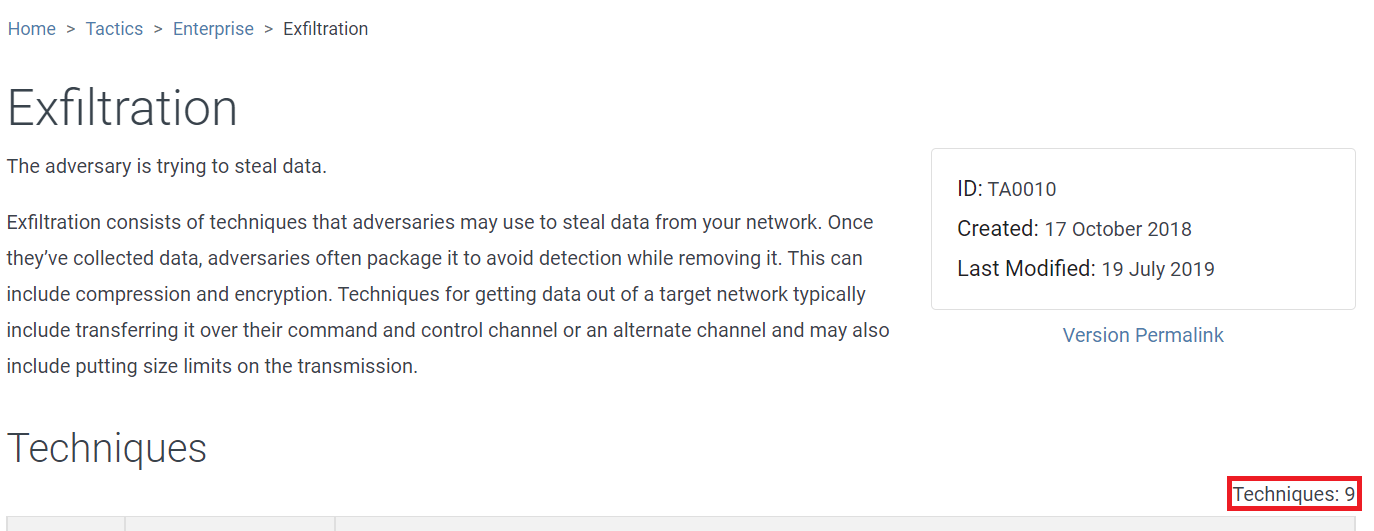 Home > Tactics > Enterprise > Exfiltration
Exfiltration
The adversary is trying to steal data.
Exfiltration consists of techniques that adversaries may use to steal data from your network. Once
they’ve collected data, adversaries often package it to avoid detection while removing it. This can
include compression and encryption. Techniques for getting data out of a target network typically
include transferring it over their command and control channel or an alternate channel and may also
include putting size limits on the transmission.
ID: TA0010
Created: 17 October 2018
Last Modified: 19 July 2019
Version Permalink
Techniques
Techniques: 9